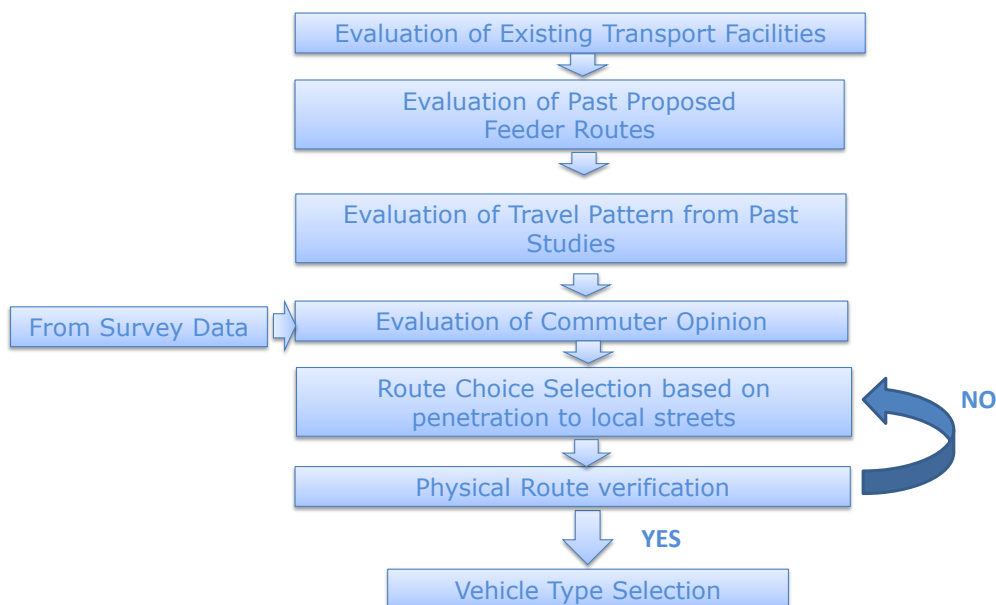 Evaluation of Existing Transport Facilities
Evaluation of Past Proposed
Feeder Routes
Evaluation of Travel Pattern from Past
Studies
From Survey Data
Evaluation of Commuter Opinion
Route Choice Selection based on
penetration to local streets
NO
Physical Route verification
YES
Vehicle Type Selection